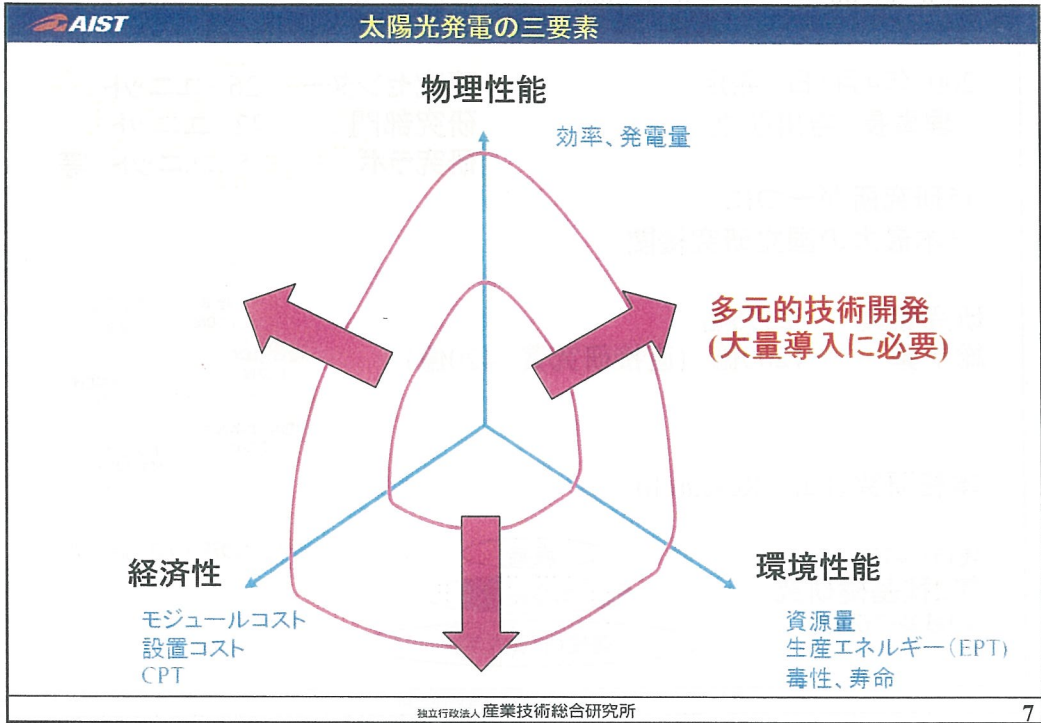 AIST
太陽光発電の三要素
物理性能
効率、発電量
多元的技術開発
(大量導入に必要)
経済性
モジュールコスト
設置コスト
CPT
環境性能
資源量
生産エネルギー(EPT)
毒性、寿命
独立行政法人産業技術総合研究所
7